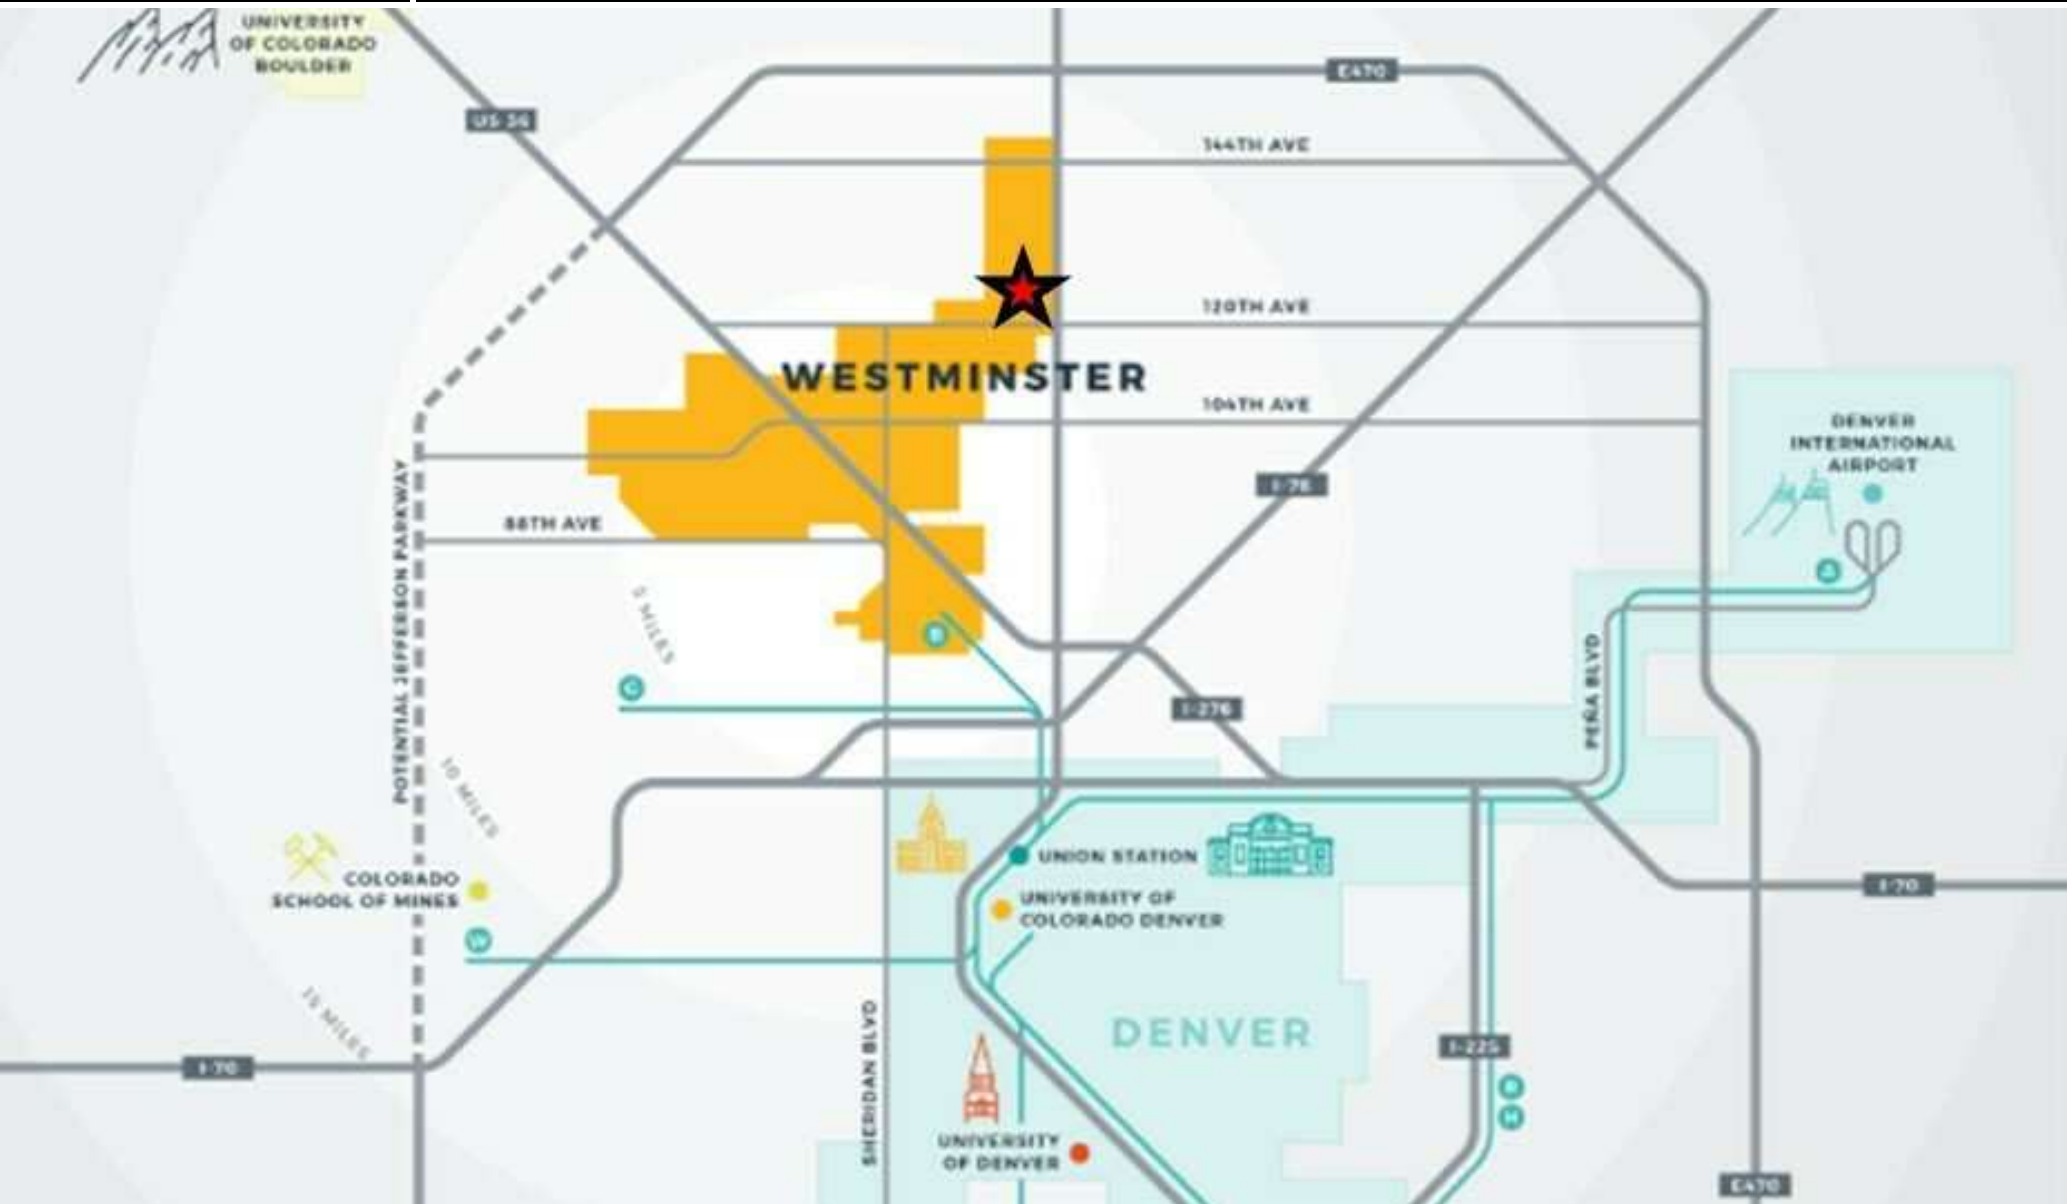 UNIVERSITY
OF COLORADO
BOULDER
E470
US 36
144TH AVE
120TH AVE
WESTMINSTER
104TH AVE
DENVER
INTERNATIONAL
AIRPORT
I-76
88TH AVE
POTENTIAL JEFFERSON PARKWAY
A
5 MILES
B
PEÑA BLVD
G
I-276
10 MILES
UNION STATION
COLORADO
SCHOOL OF MINES
I-70
UNIVERSITY OF
COLORADO DENVER
W
15 MILES
SHERIDAN BLVD
DENVER
I-225
I-70
R
H
UNIVERSITY
OF DENVER
E470